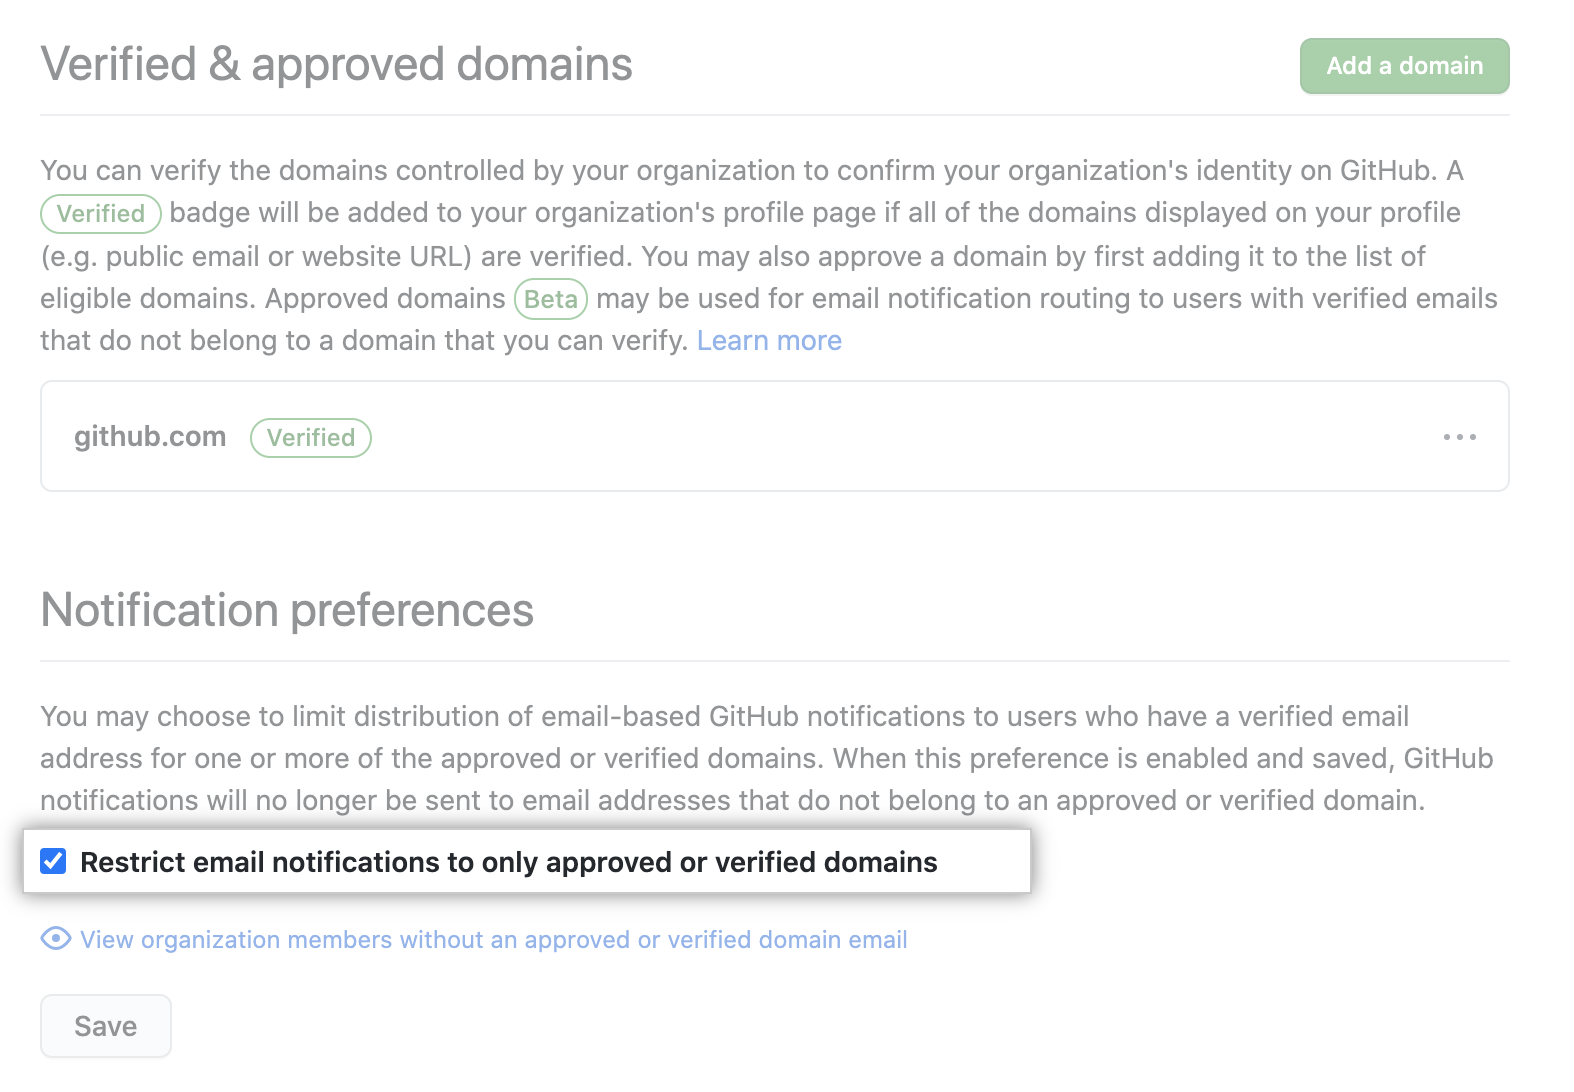 Verified & approved domains
Add a domain
You can verify the domains controlled by your organization to confirm your organization's identity on GitHub. A
Verified badge will be added to your organization's profile page if all of the domains displayed on your profile
(e.g. public email or website URL) are verified. You may also approve a domain by first adding it to the list of
eligible domains. Approved domains Beta may be used for email notification routing to users with verified emails
that do not belong to a domain that you can verify. Learn more
github.com Verified
Notification preferences
You may choose to limit distribution of email-based GitHub notifications to users who have a verified email
address for one or more of the approved or verified domains. When this preference is enabled and saved, GitHub
notifications will no longer be sent to email addresses that do not belong to an approved or verified domain.
Restrict email notifications to only approved or verified domains
View organization members without an approved or verified domain email
Save